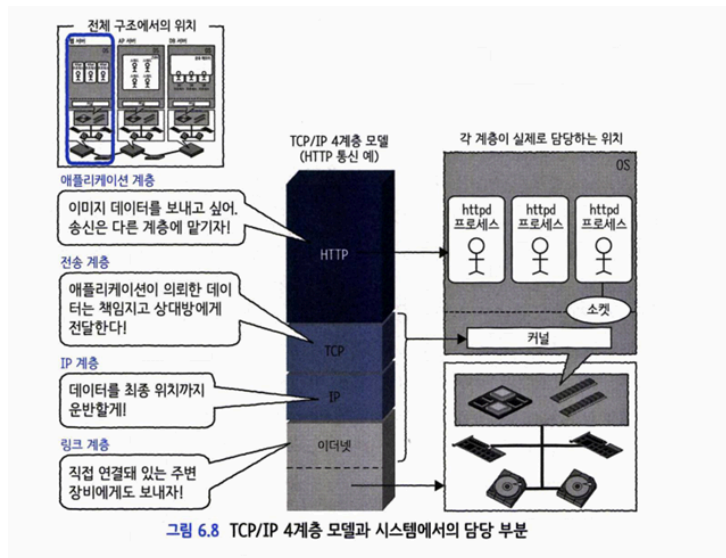 전체 구조에서의 위치
AP 서버
DB 서버
OS
OS
OS
애플리케이션 계층
이미지 데이터를 보내고 싶어.
송신은 다른 계층에 맡기자!
전송 계층
애플리케이션이 의뢰한 데이
터는 책임지고 상대방에게
전달한다!
IP 계층
데이터를 최종 위치까지
운반할게!
링크 계층
직접 연결돼 있는 주변
장비에게도 보내자!
TCP/IP 4계층 모델
(HTTP 통신 예)
HTTP
TCP
IP
이더넷
각 계층이 실제로 담당하는 위치
OS
httpd
프로세스
httpd
프로세스
httpd
프로세스
소켓
커널
그림 6.8 TCP/IP 4계층 모델과 시스템에서의 담당 부분